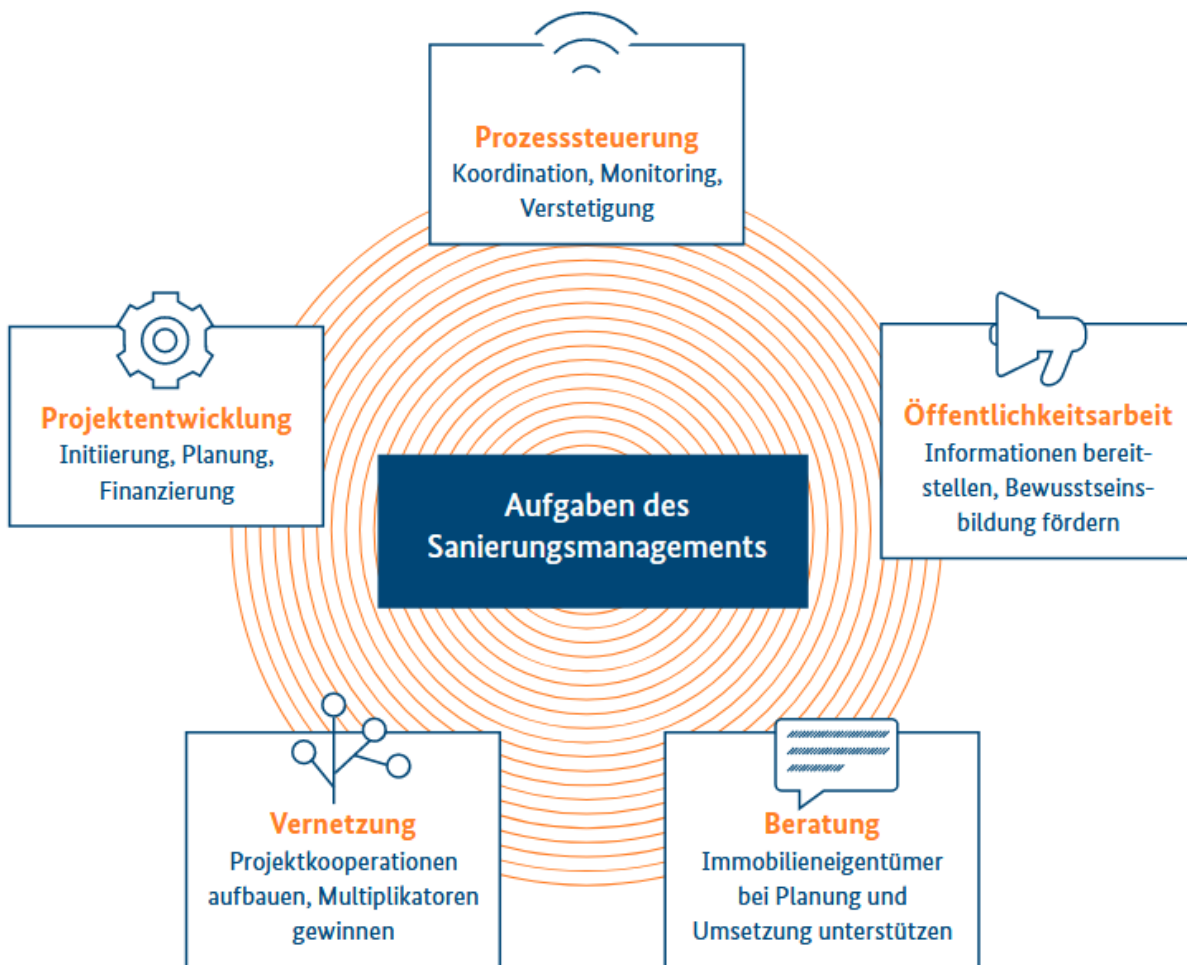 Prozesssteuerung
Koordination, Monitoring,
Verstetigung
Projektentwicklung
Initiierung, Planung,
Finanzierung
Öffentlichkeitsarbeit
Informationen bereit-
stellen, Bewusstseins-
bildung fördern
Aufgaben des
Sanierungsmanagements
Vernetzung
Projektkooperationen
aufbauen, Multiplikatoren
gewinnen
Beratung
Immobilieneigentümer
bei Planung und
Umsetzung unterstützen